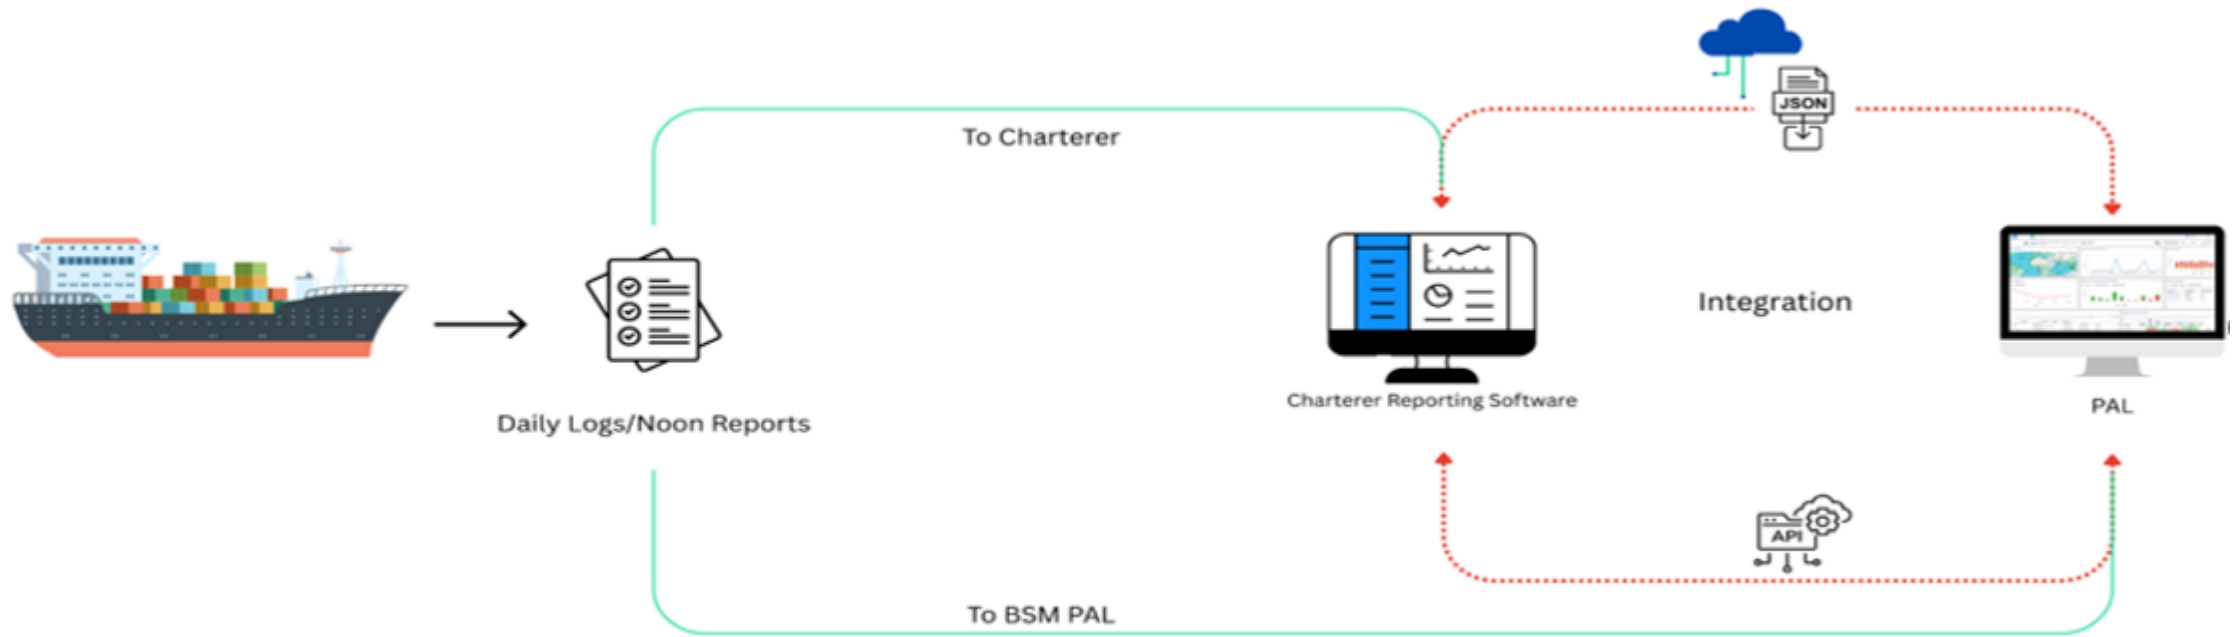 To Charterer
JSON
Integration
Charterer Reporting Software
PAL
Daily Logs/Noon Reports
API
To BSM PAL